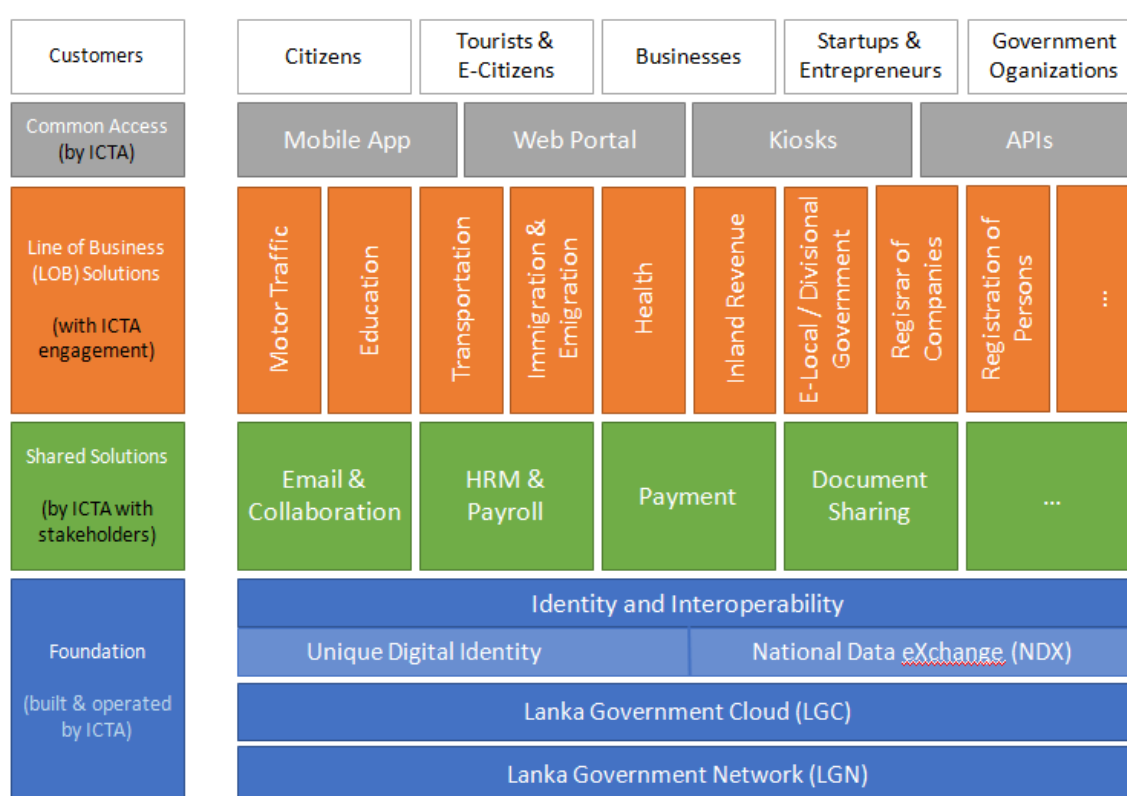 Customers
Citizens
Tourists &
E-Citizens
Businesses
Startups &
Entrepreneurs
Government
Oganizations
Common Access
(by ICTA)
Mobile App
Web Portal
Kiosks
APIs
Line of Business
(LOB) Solutions
(with ICTA
engagement)
Motor Traffic
Education
Transportation
Immigration &
Emigration
Health
Inland Revenue
E-Local / Divisional
Government
Regisrar of
Companies
Registration of
Persons
...
Shared Solutions
(by ICTA with
stakeholders)
Email &
Collaboration
HRM &
Payroll
Payment
Document
Sharing
...
Foundation
(built & operated
by ICTA)
Identity and Interoperability
Unique Digital Identity
National Data eXchange (NDX)
Lanka Government Cloud (LGC)
Lanka Government Network (LGN)